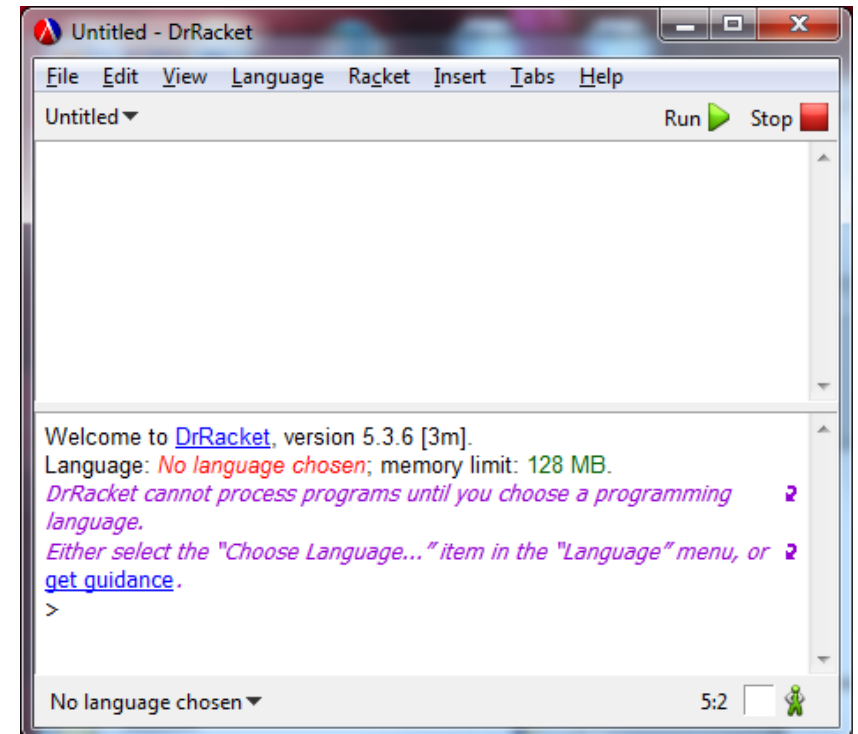 Untitled - DrRacket
File Edit View Language Racket Insert Tabs Help
Untitled Run Stop
Welcome to DrRacket, version 5.3.6 [3m].
Language: No language chosen; memory limit: 128 MB.
DrRacket cannot process programs until you choose a programming
language.
Either select the "Choose Language..." item in the "Language" menu, or
get guidance.
>
No language chosen 5:2